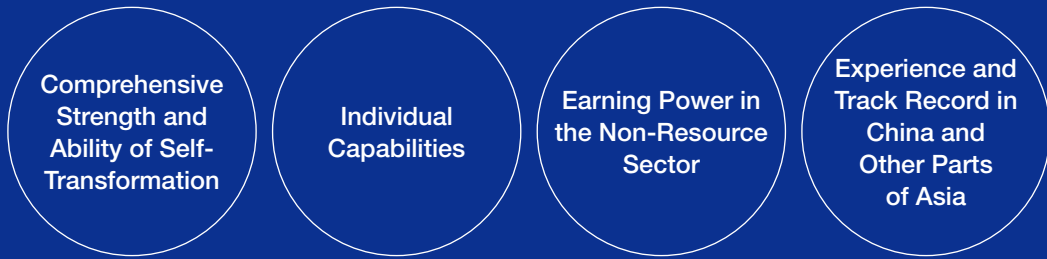 Comprehensive
Strength and
Ability of Self-
Transformation
Individual
Capabilities
Earning Power in
the Non-Resource
Sector
Experience and
Track Record in
China and
Other Parts
of Asia